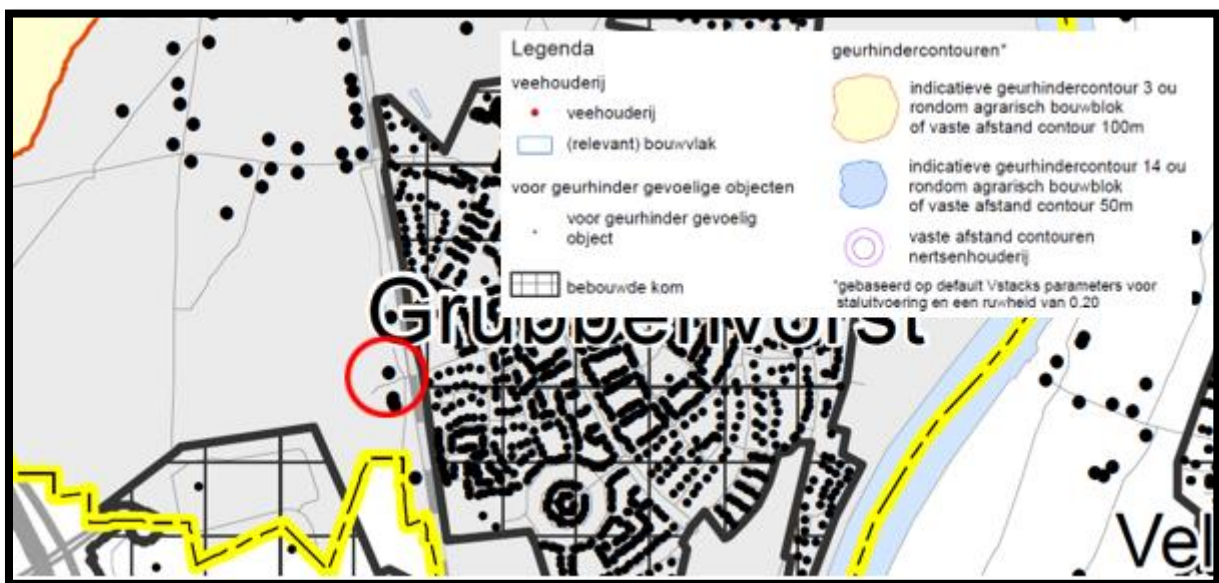 Legenda
veehouderij
veehouderij
(relevant) bouwvlak
voor geurhinder gevoelige objecten
voor geurhinder gevoelig
object
bebouwde kom
geurhindercontouren*
indicatieve geurhindercontour 3 ou
rondom agrarisch bouwblok
of vaste afstand contour 100m
indicatieve geurhindercontour 14 ou
rondom agrarisch bouwblok
of vaste afstand contour 50m
vaste afstand contouren
nertsenhouderij
*gebaseerd op default Vstacks parameters voor
staluitvoering en een ruwheid van 0.20
Grubbenvorst
Vel